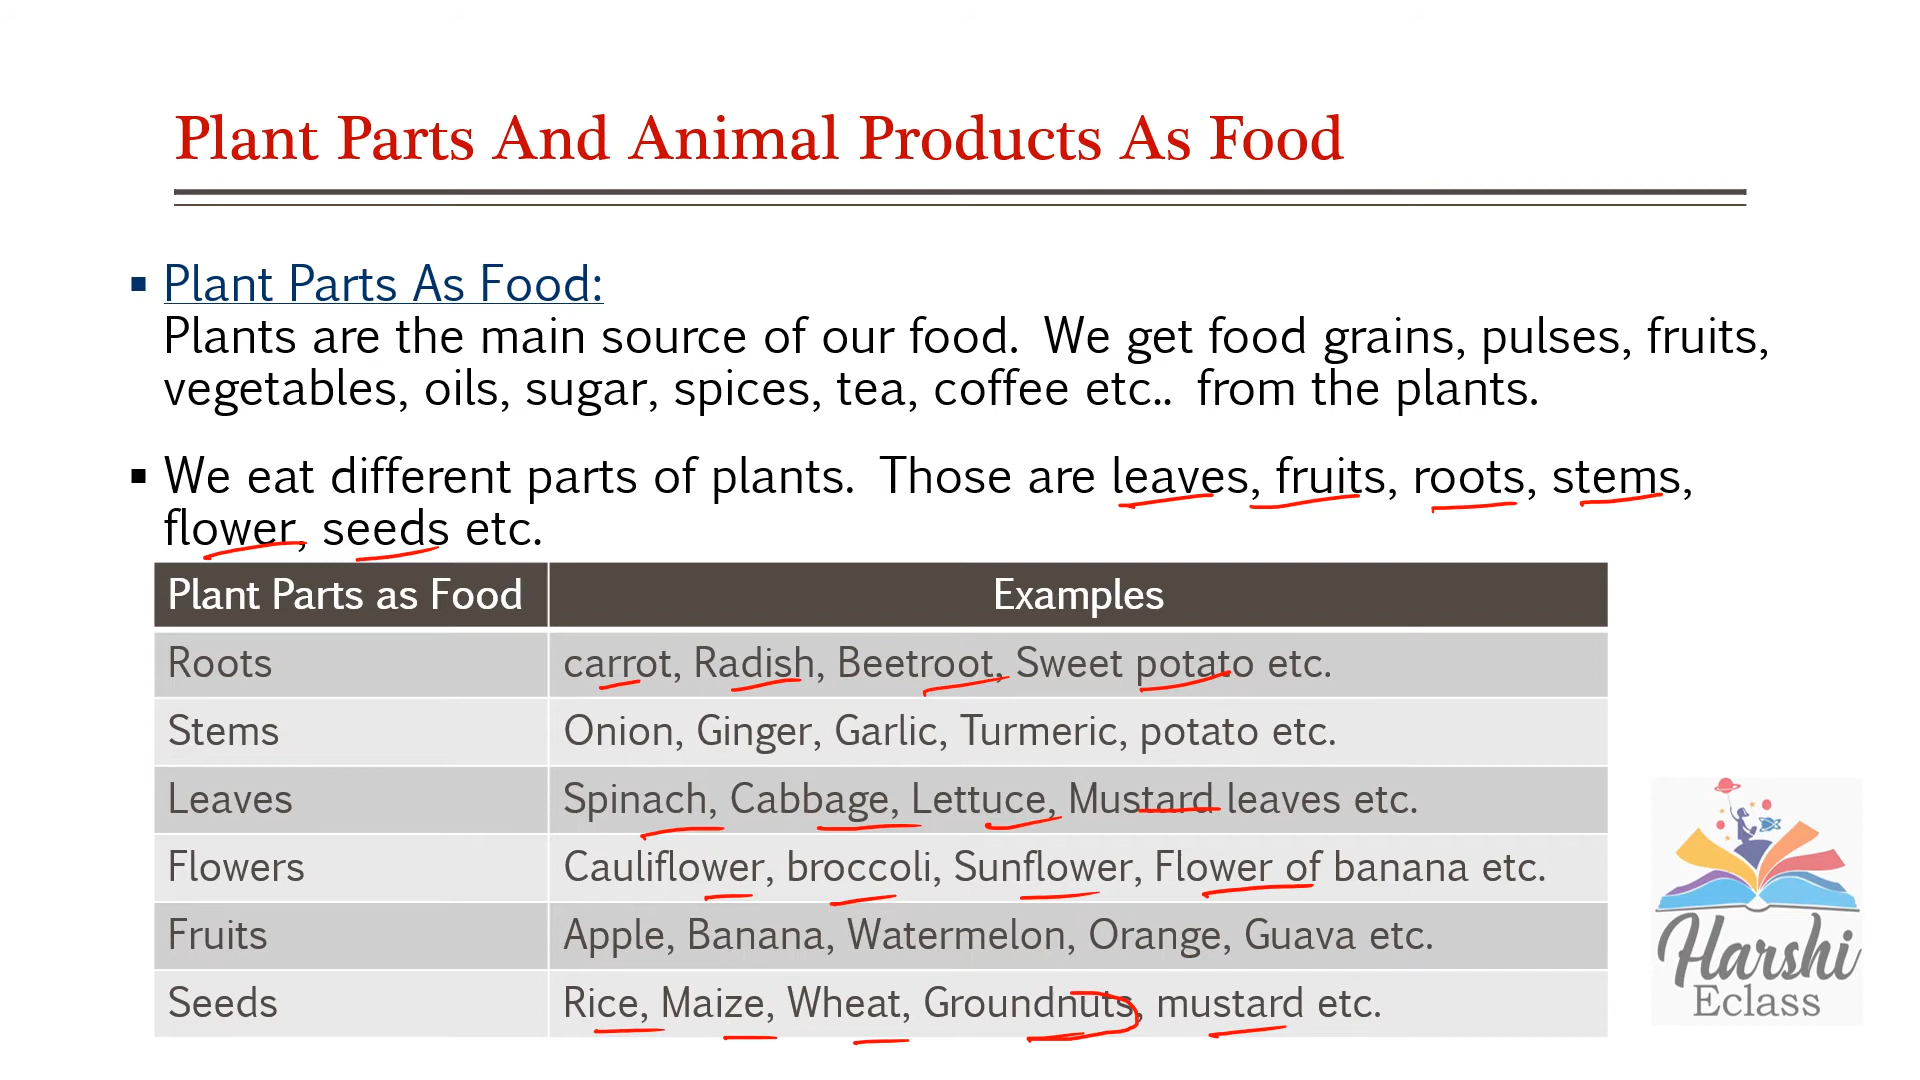 Plant Parts And Animal Products As Food
Plant Parts As Food:
Plants are the main source of our food. We get food grains, pulses, fruits,
vegetables, oils, sugar, spices, tea, coffee etc.. from the plants.
We eat different parts of plants. Those are leaves, fruits, roots, stems,
flower, seeds etc.
Plant Parts as Food Examples
Roots carrot, Radish, Beetroot, Sweet potato etc.
Stems Onion, Ginger, Garlic, Turmeric, potato etc.
Leaves Spinach, Cabbage, Lettuce, Mustard leaves etc.
Flowers Cauliflower, broccoli, Sunflower, Flower of banana etc.
Fruits Apple, Banana, Watermelon, Orange, Guava etc.
Seeds Rice, Maize, Wheat, Groundnuts, mustard etc.
Harshi
Eclass